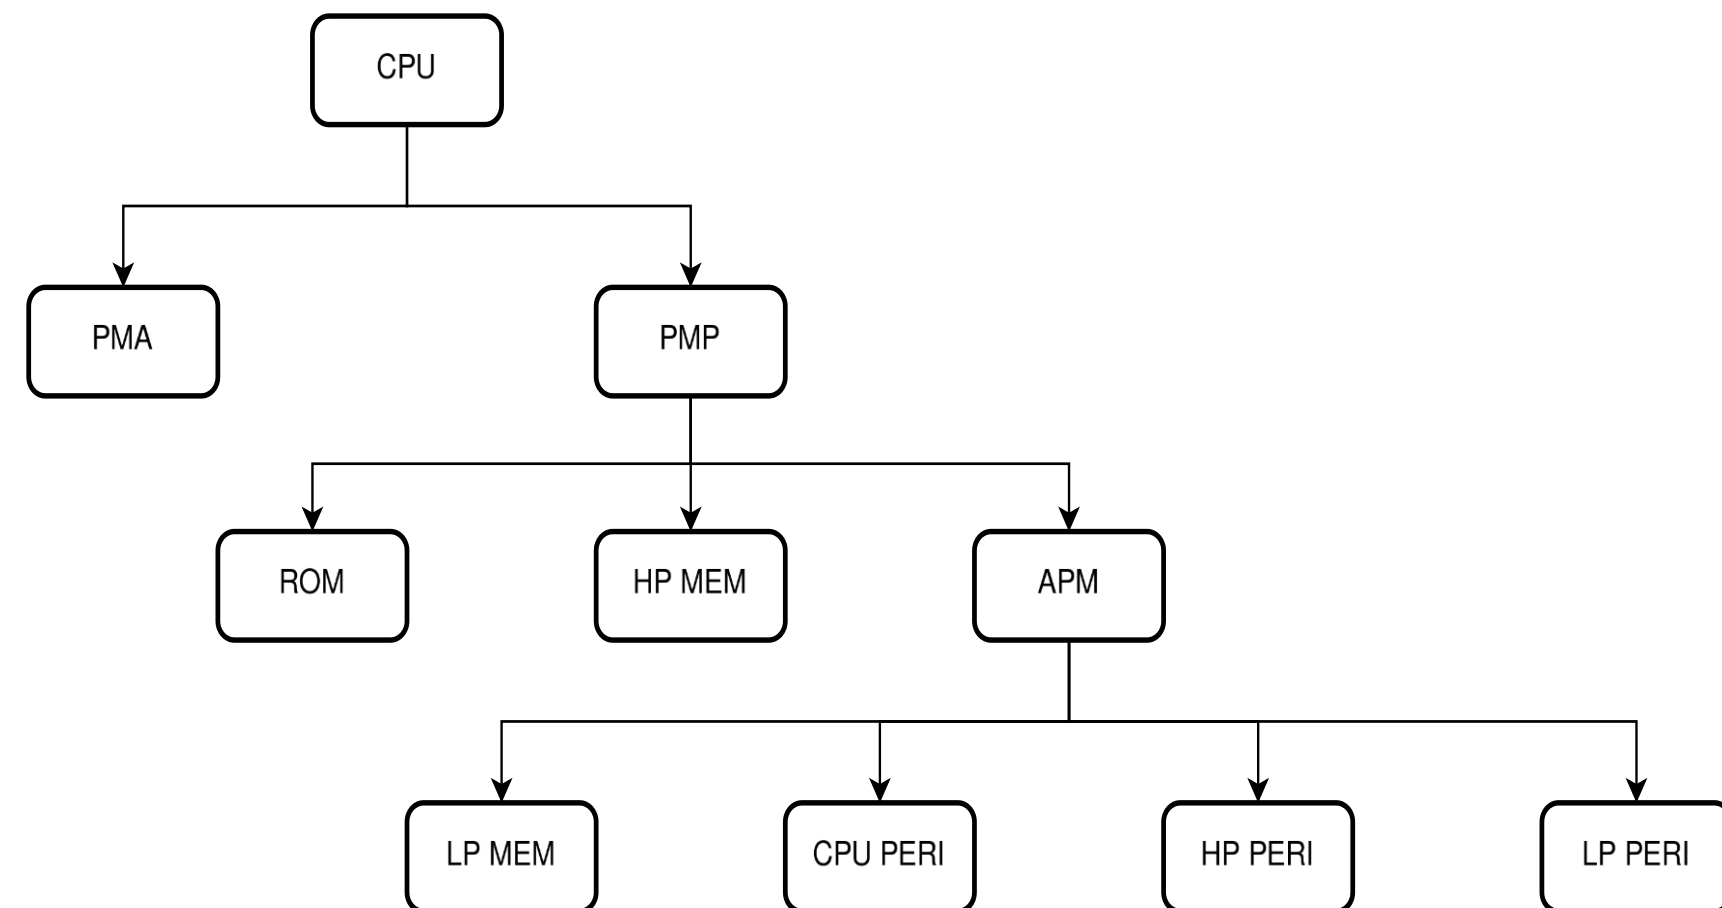 CPU
PMA
PMP
ROM
HP MEM
APM
LP MEM
CPU PERI
HP PERI
LP PERI